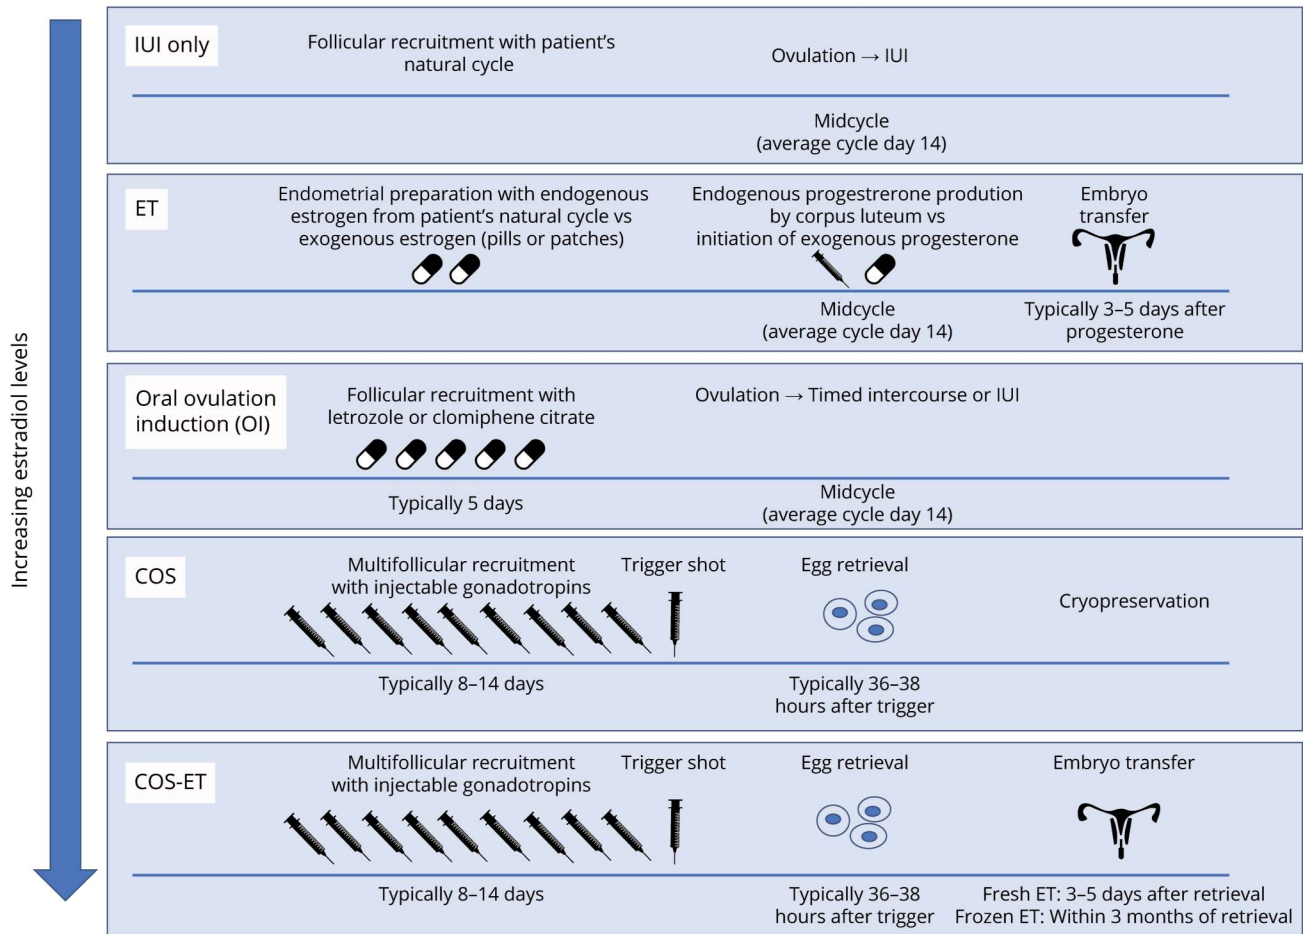 Increasing estradiol levels
IUI only
Follicular recruitment with patient's
natural cycle
Ovulation → IUI
Midcycle
(average cycle day 14)
ET
Endometrial preparation with endogenous
estrogen from patient's natural cycle vs
exogenous estrogen (pills or patches)
Endogenous progestrerone prodution
by corpus luteum vs
initiation of exogenous progesterone
Embryo
transfer
Midcycle
(average cycle day 14)
Typically 3–5 days after
progesterone
Oral ovulation
induction (OI)
Follicular recruitment with
letrozole or clomiphene citrate
Ovulation → Timed intercourse or IUI
Typically 5 days
Midcycle
(average cycle day 14)
COS
Multifollicular recruitment
with injectable gonadotropins
Trigger shot
Egg retrieval
Cryopreservation
Typically 8–14 days
Typically 36–38
hours after trigger
COS-ET
Multifollicular recruitment
with injectable gonadotropins
Trigger shot
Egg retrieval
Embryo transfer
Typically 8–14 days
Typically 36–38
hours after trigger
Fresh ET: 3–5 days after retrieval
Frozen ET: Within 3 months of retrieval